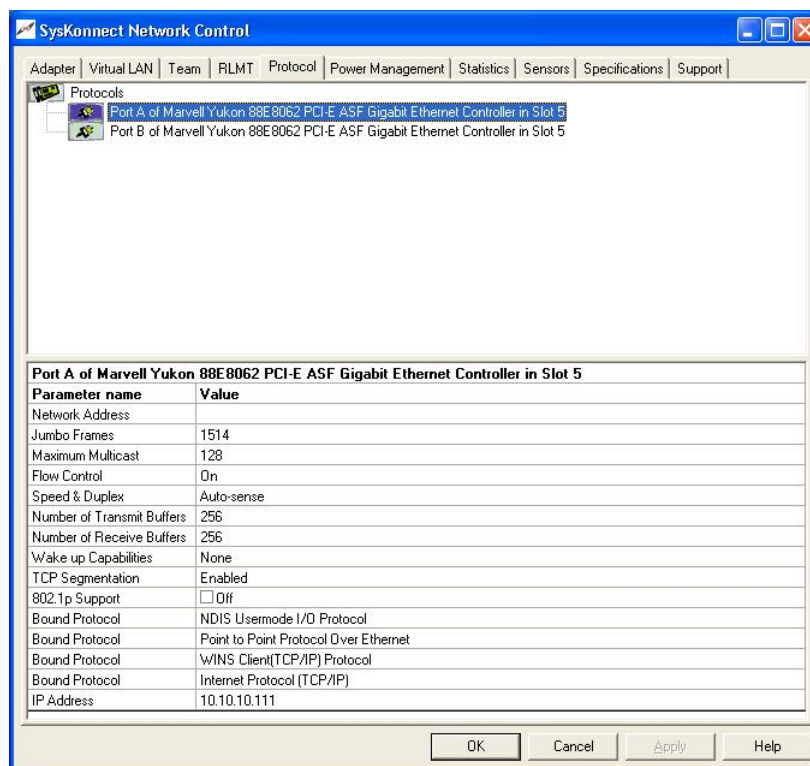 SysKonnect Network Control
Adapter Virtual LAN Team RLMT Protocol Power Management Statistics Sensors Specifications Support
Protocols
Port A of Marvell Yukon 88E8062 PCI-E ASF Gigabit Ethernet Controller in Slot 5
Port B of Marvell Yukon 88E8062 PCI-E ASF Gigabit Ethernet Controller in Slot 5
Port A of Marvell Yukon 88E8062 PCI-E ASF Gigabit Ethernet Controller in Slot 5
Parameter name Value
Network Address
Jumbo Frames 1514
Maximum Multicast 128
Flow Control On
Speed & Duplex Auto-sense
Number of Transmit Buffers 256
Number of Receive Buffers 256
Wake up Capabilities None
TCP Segmentation Enabled
802.1p Support Off
Bound Protocol NDIS Usermode I/O Protocol
Bound Protocol Point to Point Protocol Over Ethernet
Bound Protocol WINS Client(TCP/IP) Protocol
Bound Protocol Internet Protocol (TCP/IP)
IP Address 10.10.10.111
OK Cancel Apply Help